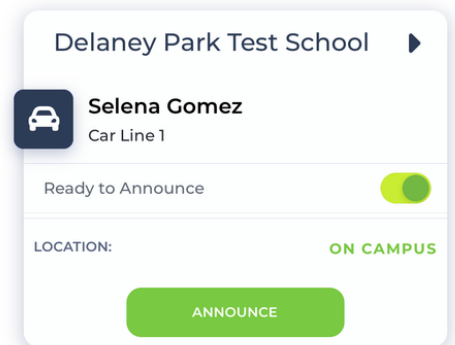 Delaney Park Test School
Selena Gomez
Car Line 1
Ready to Announce
LOCATION:
ON CAMPUS
ANNOUNCE